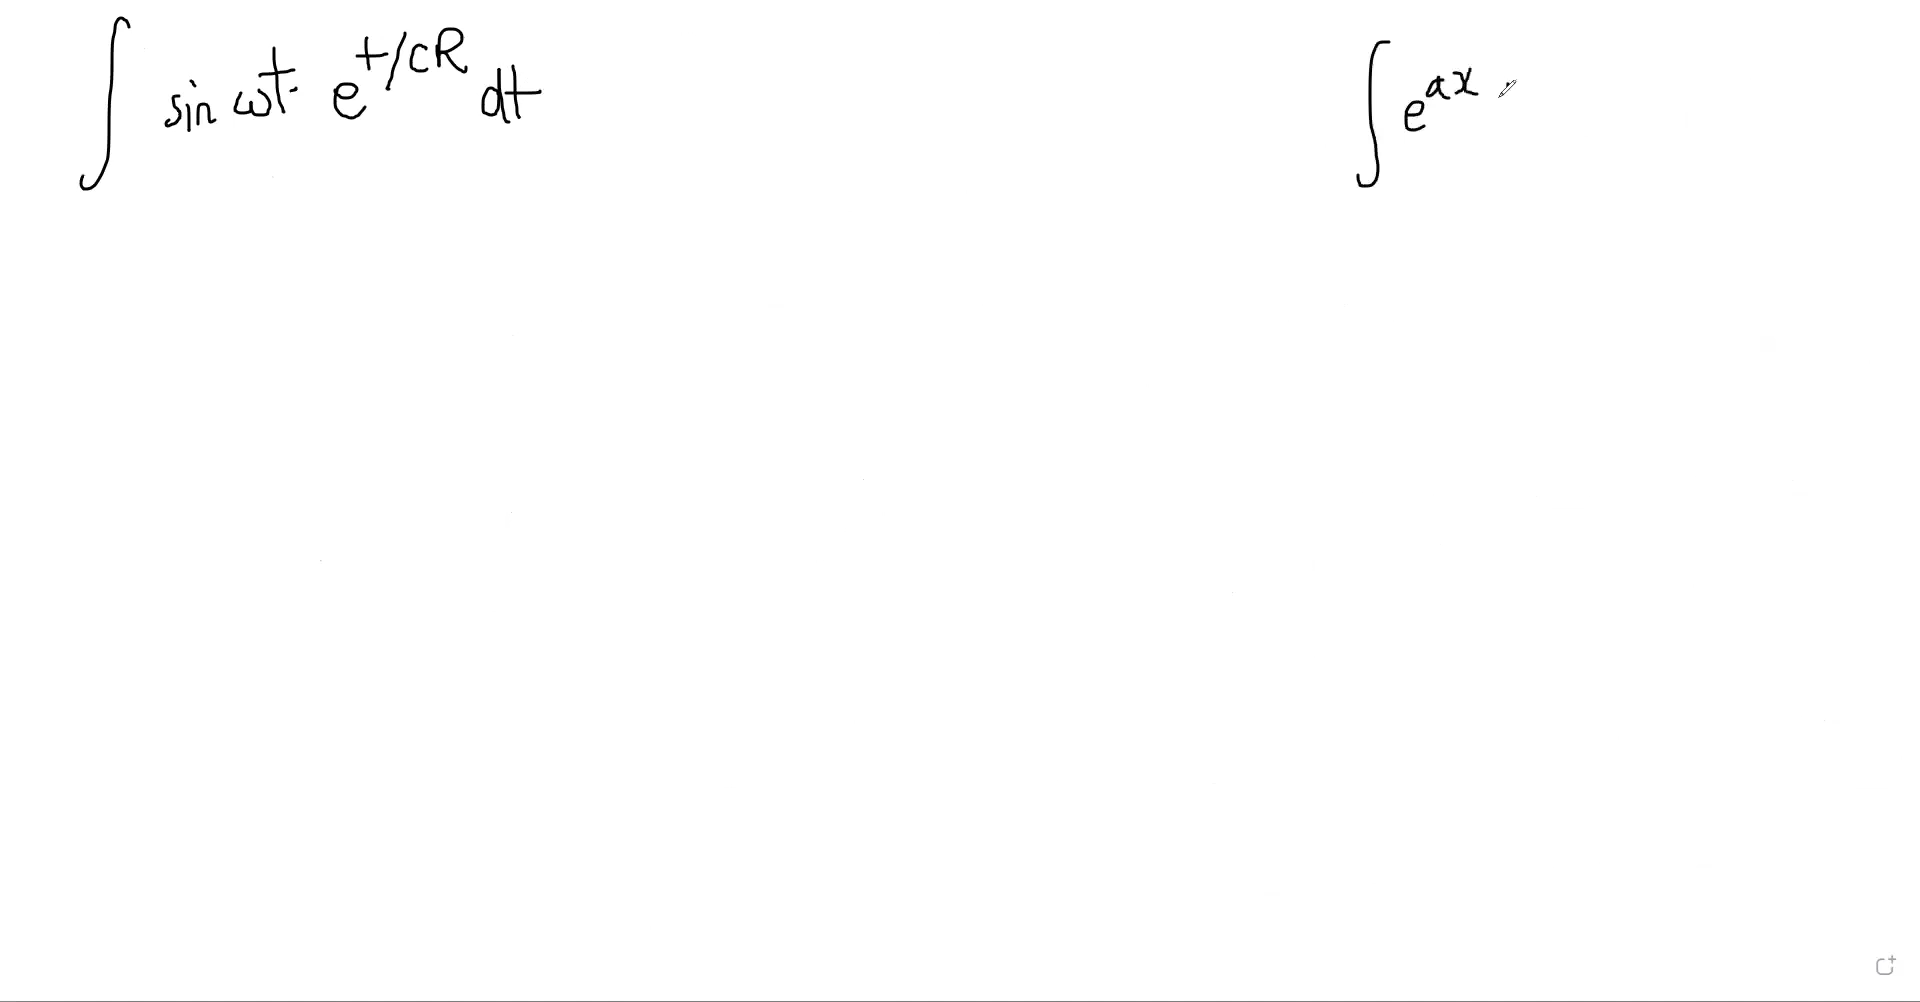 ∫ sin ωt · e^{t/CR} dt
∫ e^{ax}